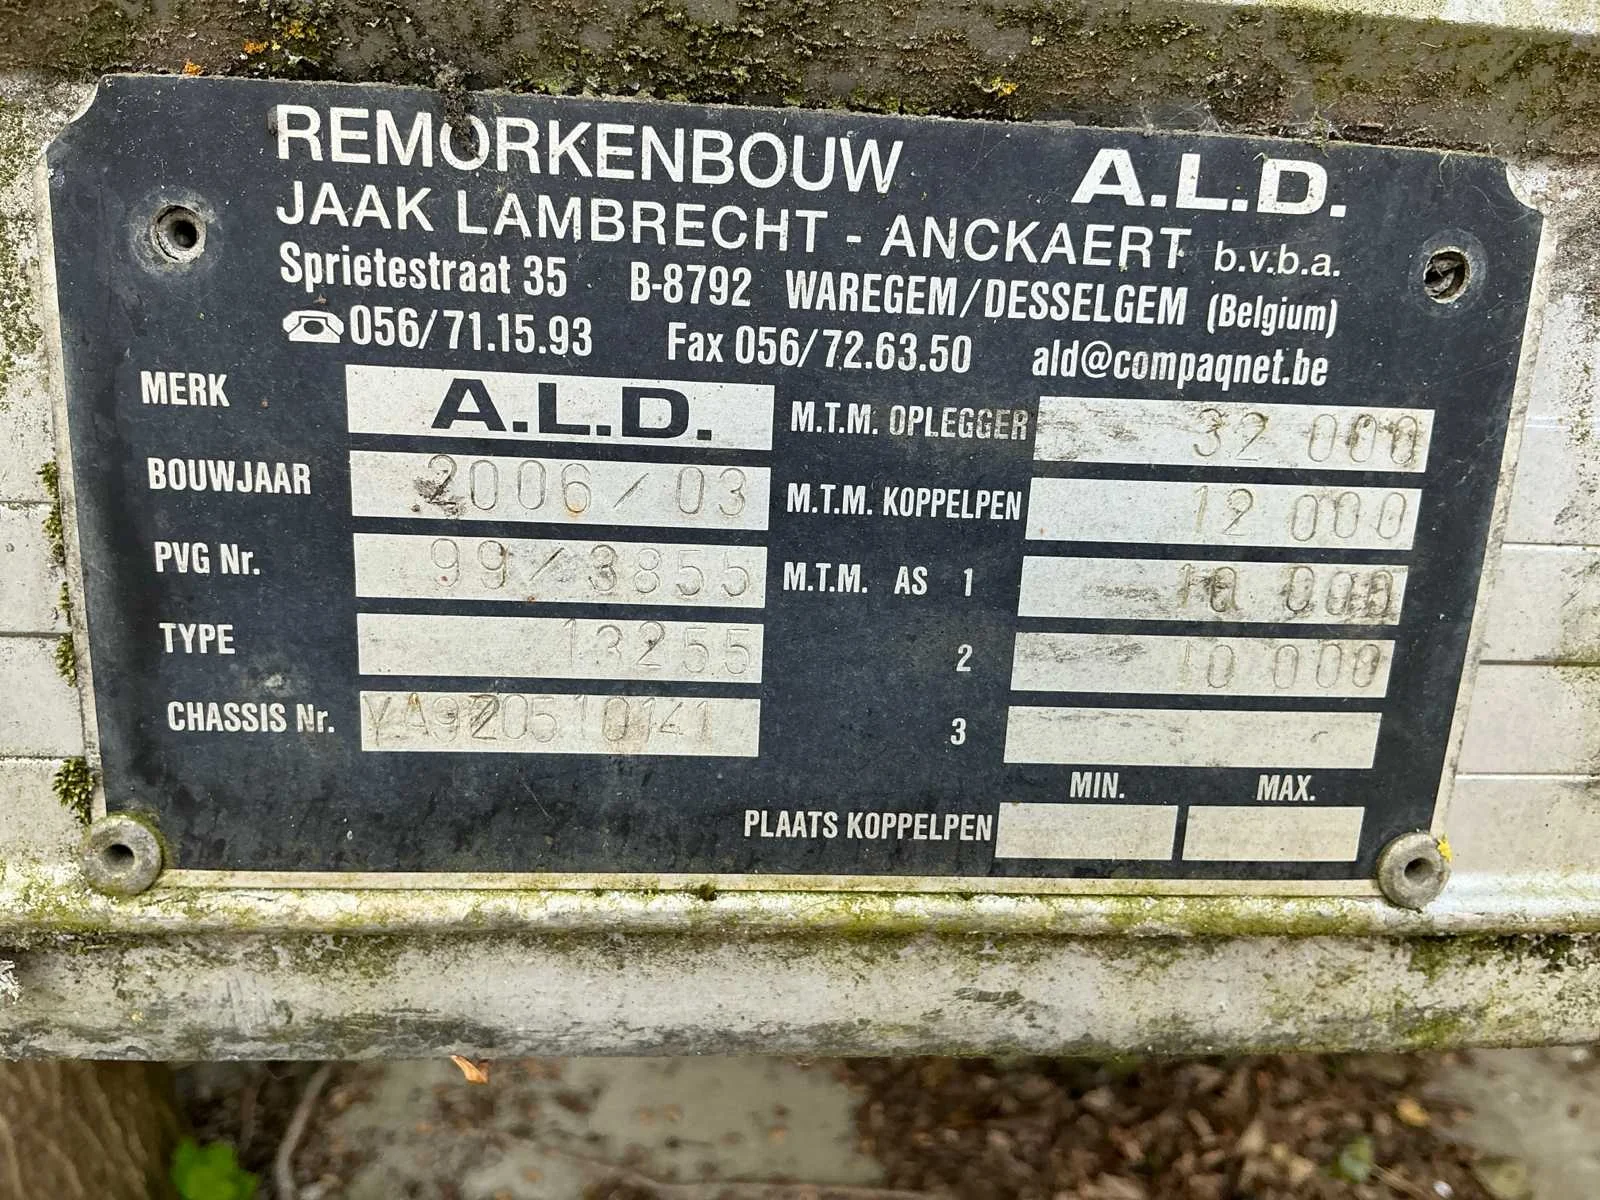 REMORKENBOUW A.L.D.
JAAK LAMBRECHT - ANCKAERT b.v.b.a.
Sprietestraat 35 B-8792 WAREGEM/DESSELGEM (Belgium)
056/71.15.93 Fax 056/72.63.50 ald@compaqnet.be
MERK A.L.D. M.T.M. OPLEGGER 32 000
BOUWJAAR 2006/03 M.T.M. KOPPELPEN 12 000
PVG Nr. 99/3855 M.T.M. AS 1 10 000
TYPE 13255 2 10 000
CHASSIS Nr. 3
MIN. MAX.
PLAATS KOPPELPEN